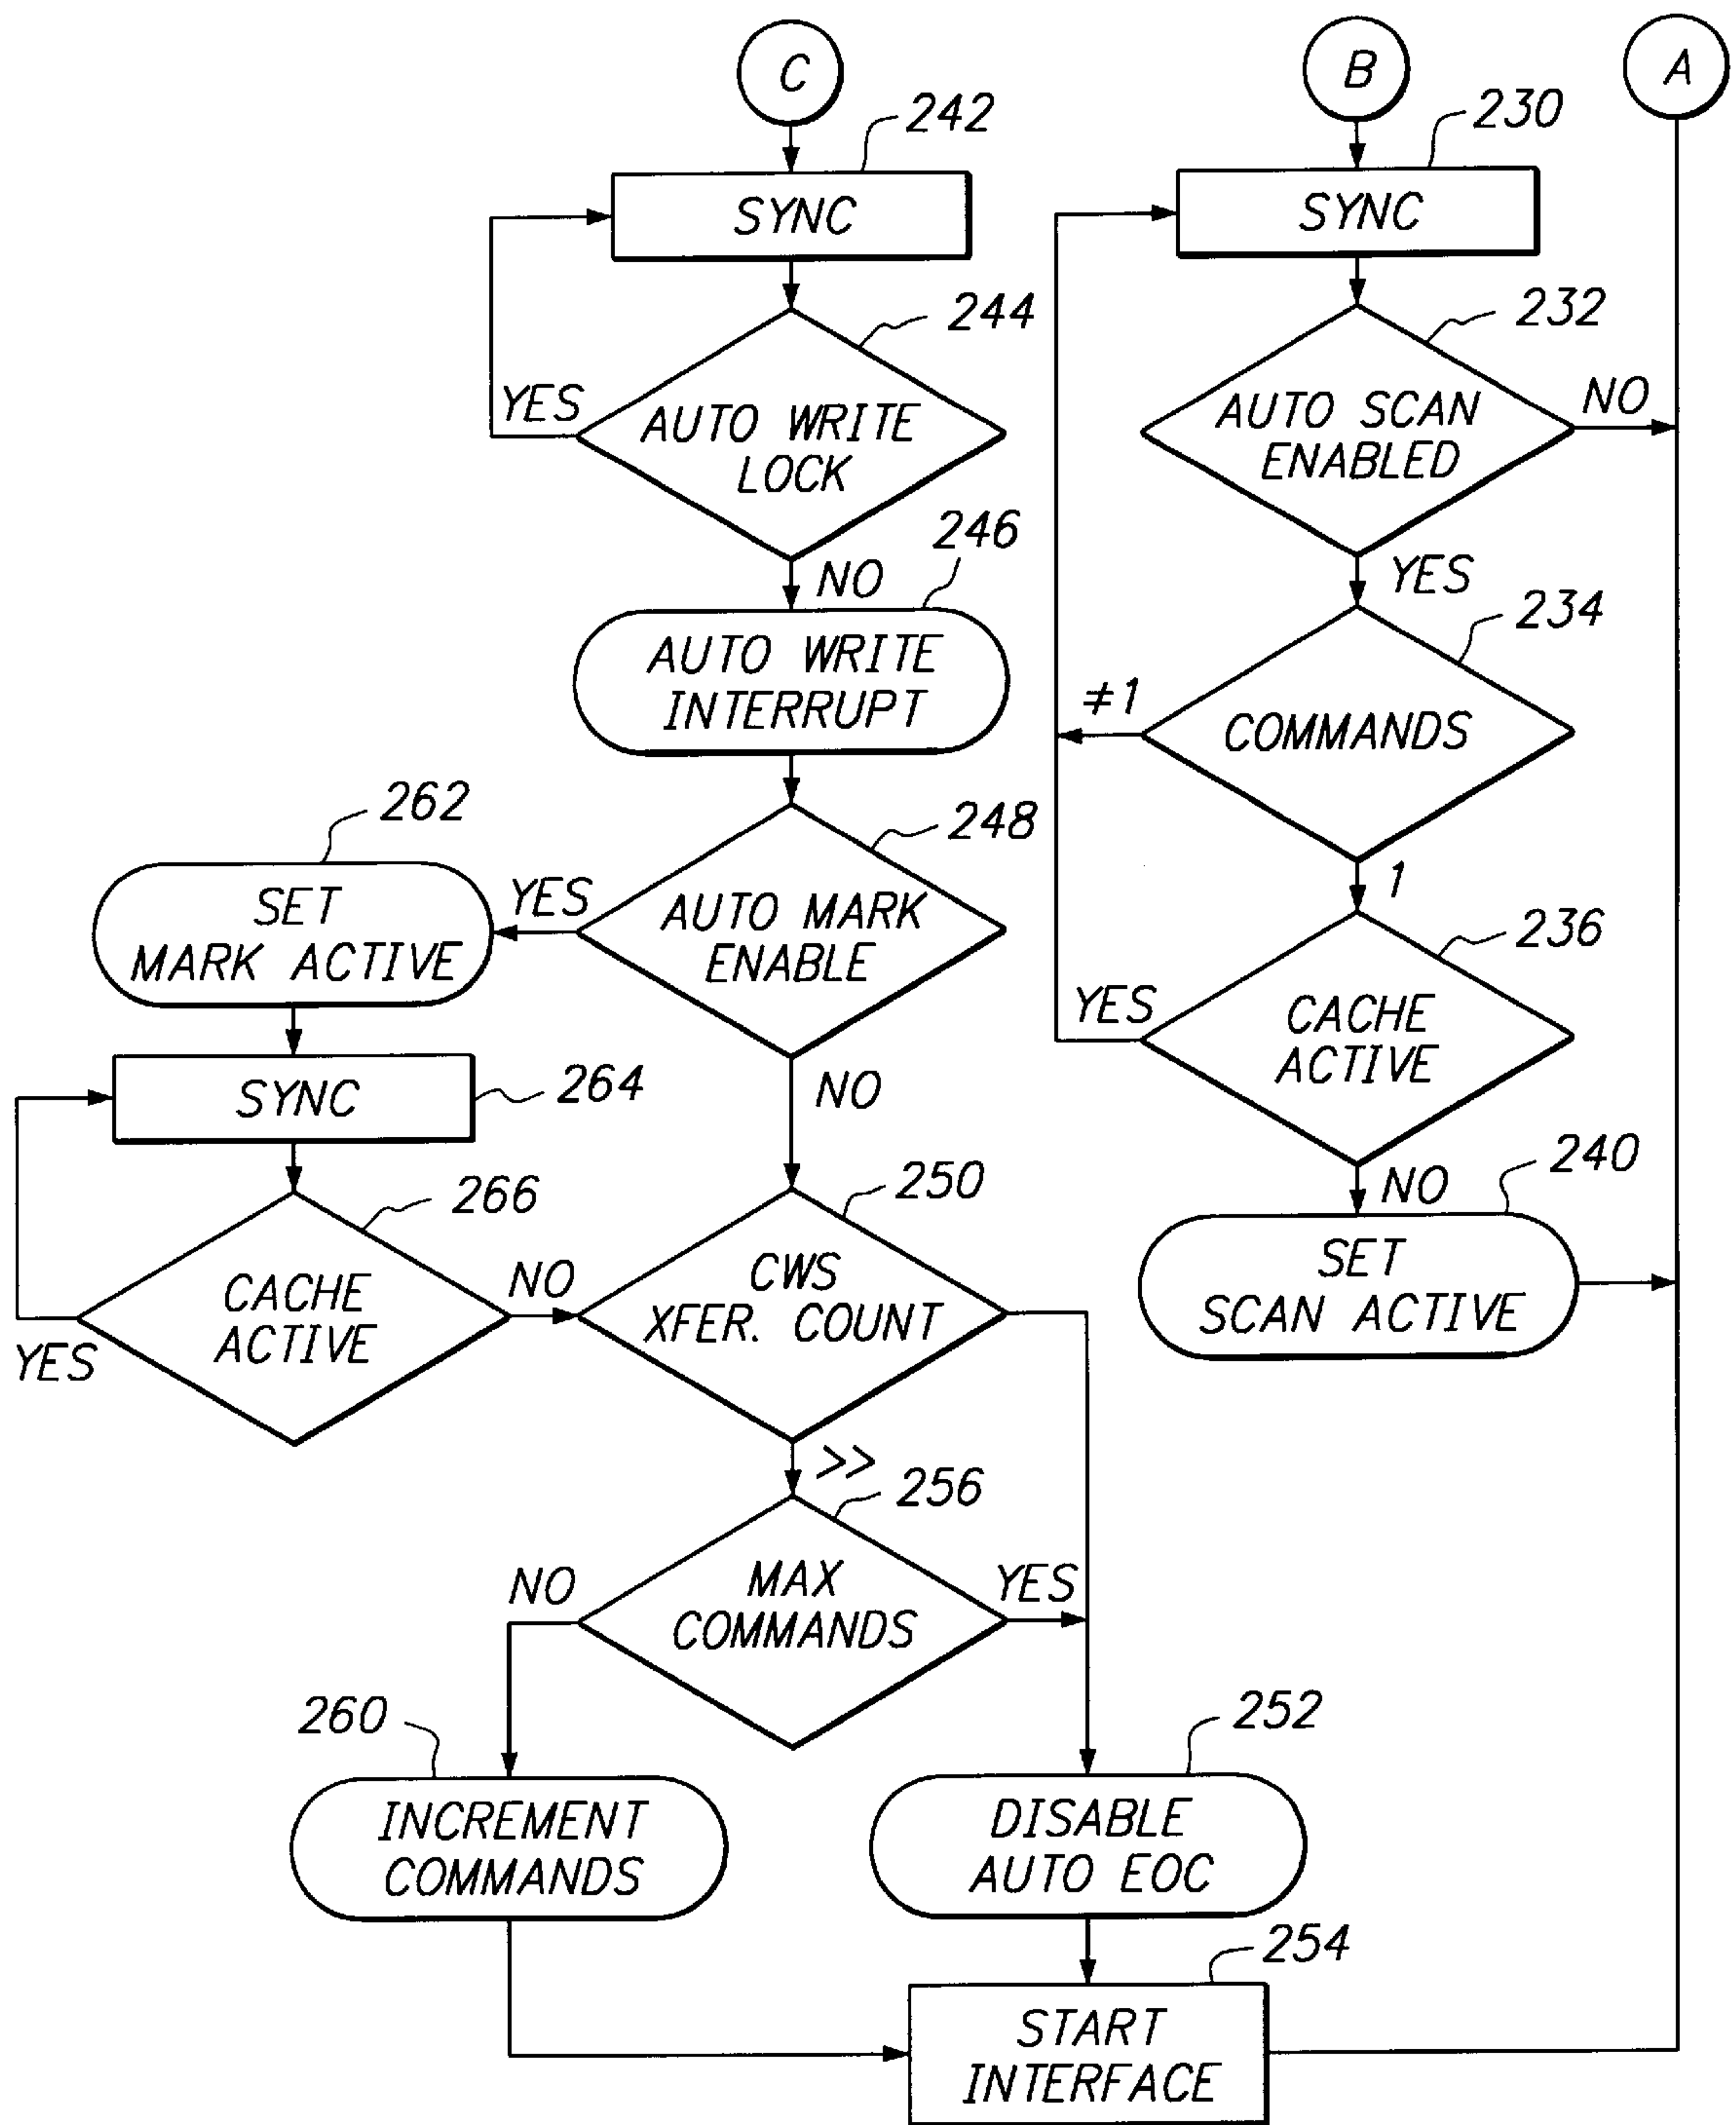 C
B
A
242
230
SYNC
SYNC
244
232
YES
AUTO WRITE
LOCK
AUTO SCAN
ENABLED
NO
246
NO
YES
234
AUTO WRITE
INTERRUPT
≠1
COMMANDS
262
248
1
SET
MARK ACTIVE
YES
AUTO MARK
ENABLE
236
YES
CACHE
ACTIVE
SYNC
264
NO
240
266
250
NO
CACHE
ACTIVE
YES
NO
CWS
XFER. COUNT
SET
SCAN ACTIVE
>>
256
NO
MAX
COMMANDS
YES
260
252
INCREMENT
COMMANDS
DISABLE
AUTO EOC
254
START
INTERFACE